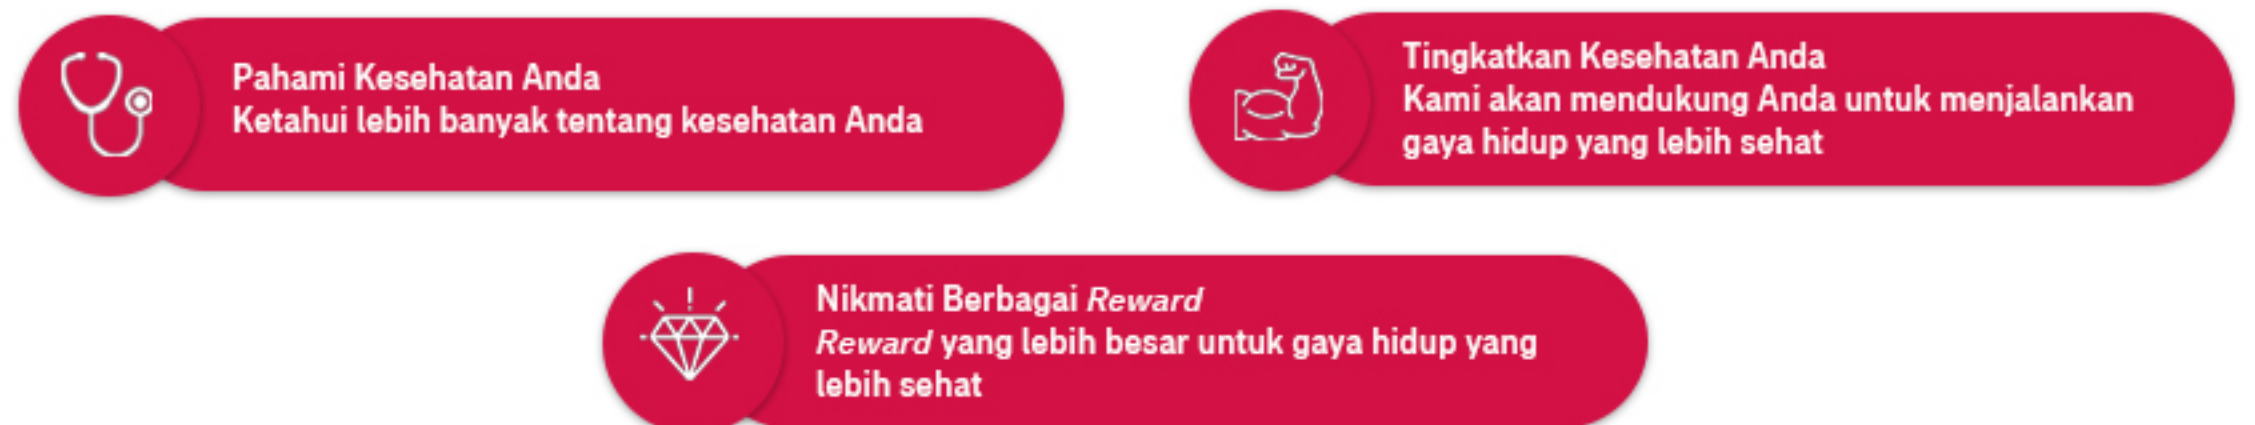 Pahami Kesehatan Anda
Ketahui lebih banyak tentang kesehatan Anda
Tingkatkan Kesehatan Anda
Kami akan mendukung Anda untuk menjalankan
gaya hidup yang lebih sehat
Nikmati Berbagai Reward
Reward yang lebih besar untuk gaya hidup yang
lebih sehat